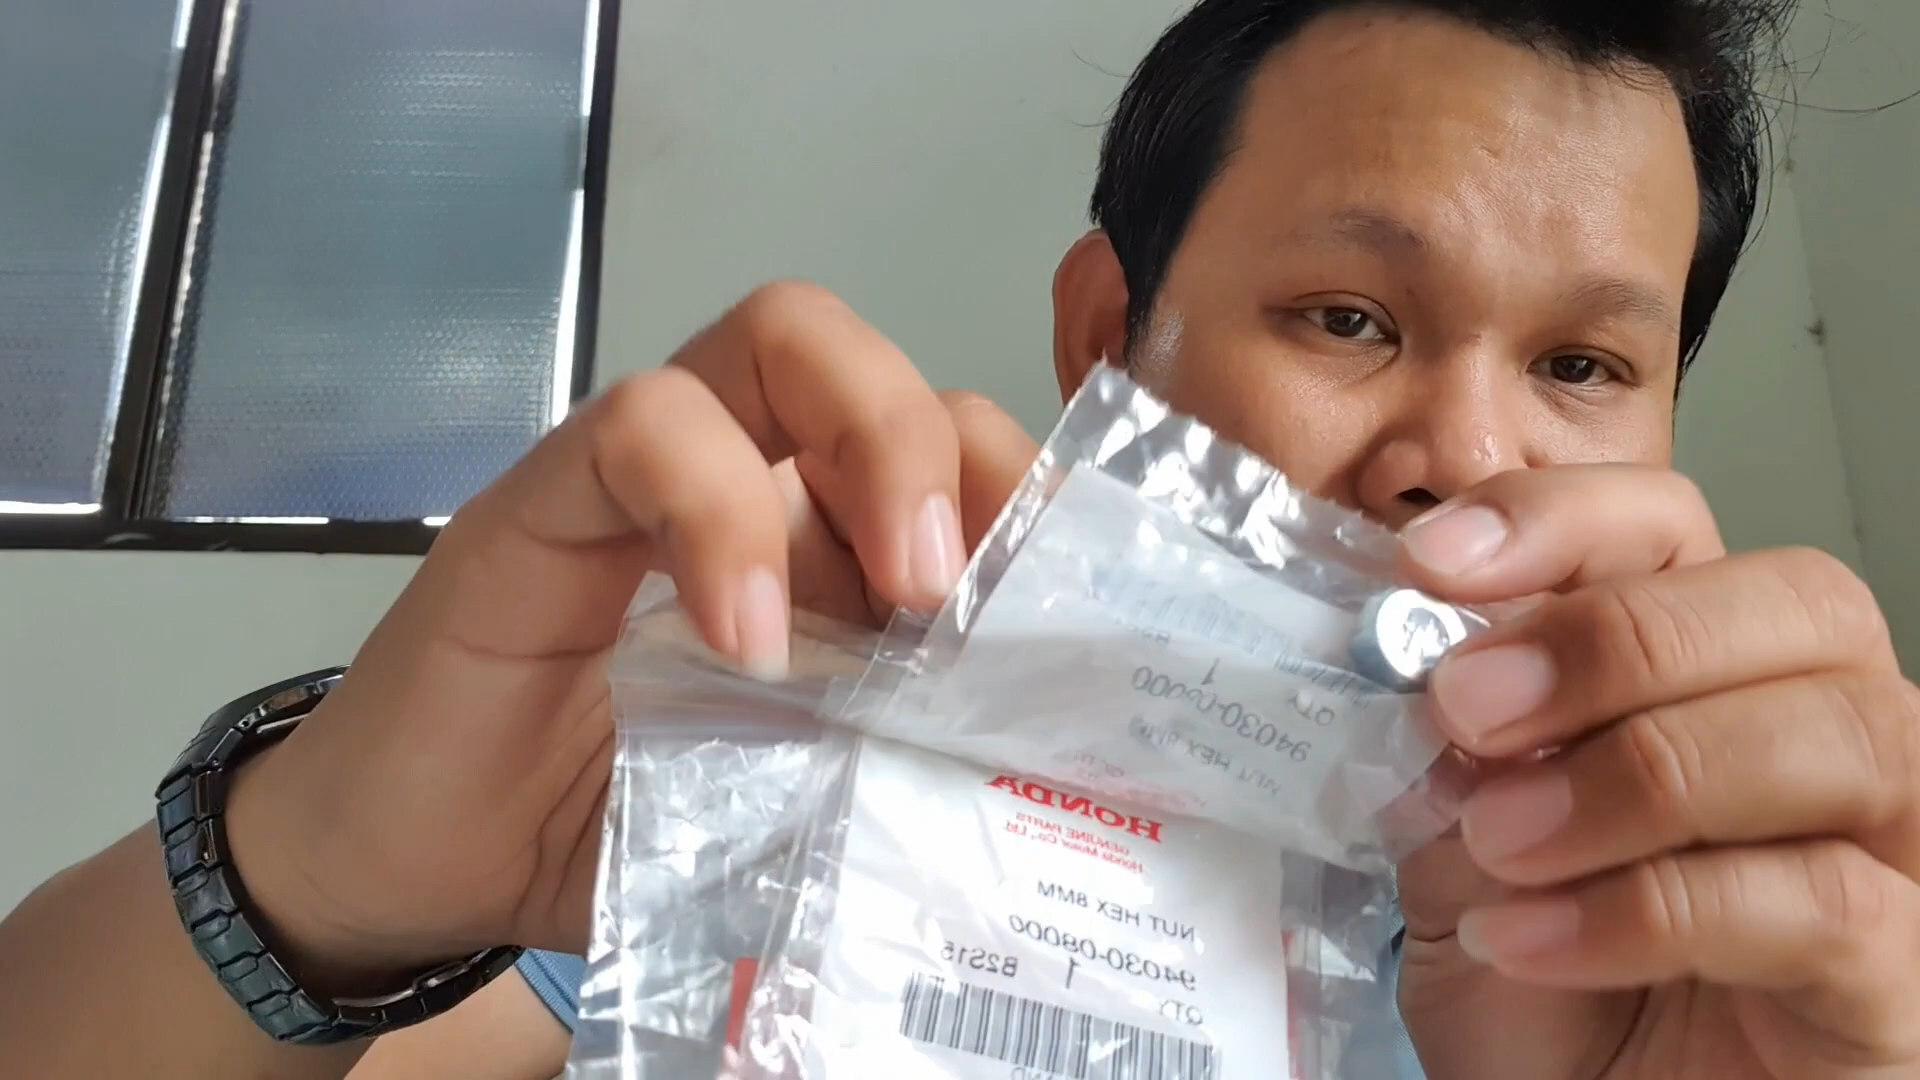 B2S
QTY 1
94030-08000
NUT HEX 8MM
HONDA
GENUINE PARTS
Honda Motor Co., Ltd.
NUT HEX 8MM
94030-08000
1 B2S15
QTY